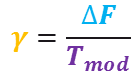 γ = ΔF / T_mod